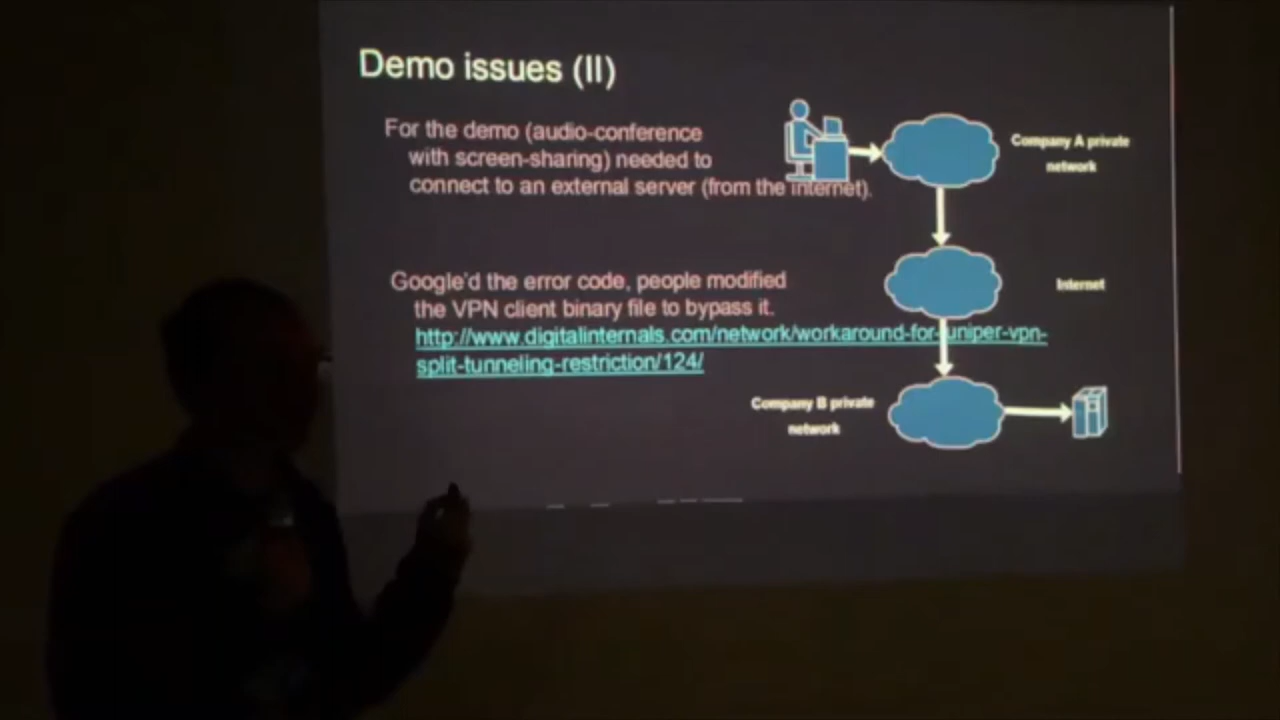 Demo issues (II)
For the demo (audio-conference
with screen-sharing) needed to
connect to an external server (from the internet).
Company A private
network
Google'd the error code, people modified
the VPN client binary file to bypass it.
Internet
http://www.digitalinternals.com/network/workaround-for-juniper-vpn-
split-tunneling-restriction/124/
Company B private
network